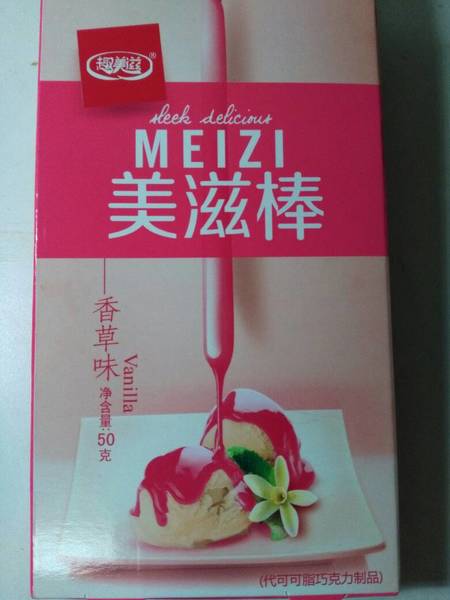 趣美滋®
sleek delicious
MEIZI
美滋棒
香草味
Vanilla
净含量:50克
(代可可脂巧克力制品)